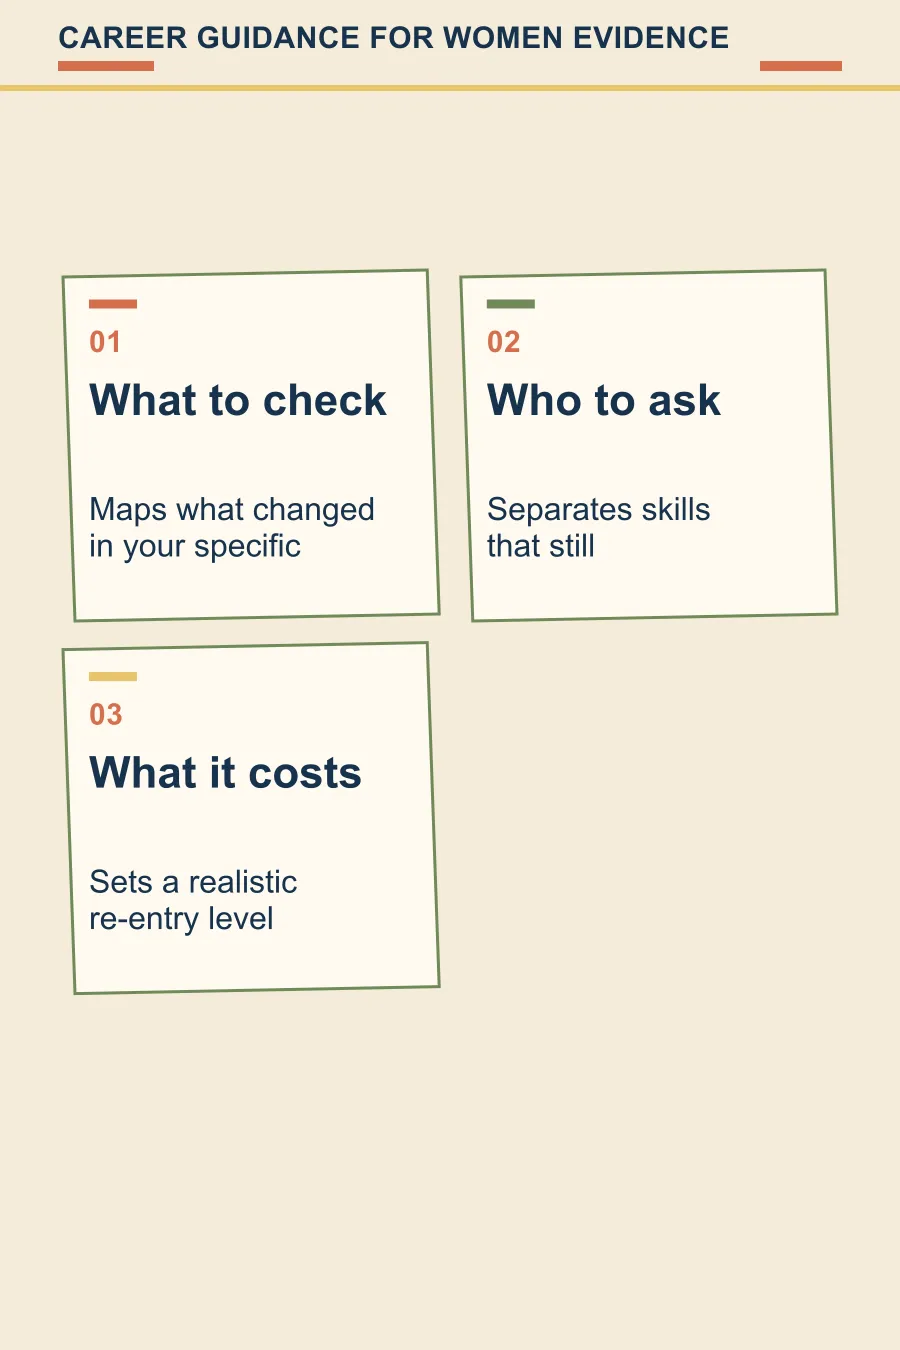 CAREER GUIDANCE FOR WOMEN EVIDENCE
01
What to check
Maps what changed
in your specific
02
Who to ask
Separates skills
that still
03
What it costs
Sets a realistic
re-entry level